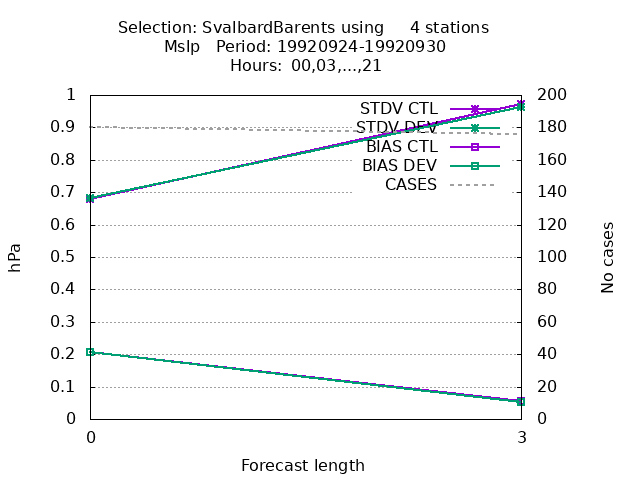 Selection: SvalbardBarents using     4 stations
Mslp   Period: 19920924-19920930
Hours:  00,03,...,21
1 200
STDV CTL
0.9 STDV DEV 180
BIAS CTL
0.8 BIAS DEV 160
CASES
0.7 140
0.6 120
hPa 0.5 100 No cases
0.4 80
0.3 60
0.2 40
0.1 20
0 0
0 3
Forecast length